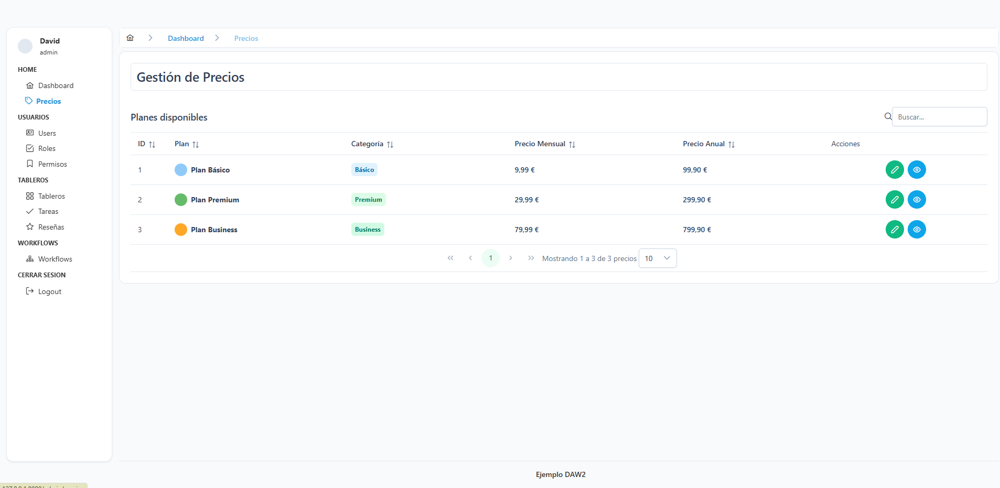 David
admin
HOME
Dashboard
Precios
USUARIOS
Users
Roles
Permisos
TABLEROS
Tableros
Tareas
Reseñas
WORKFLOWS
Workflows
CERRAR SESION
Logout
Dashboard Precios
Gestión de Precios
Planes disponibles
Buscar...
ID Plan Categoría Precio Mensual Precio Anual Acciones
1 Plan Básico Básico 9,99 € 99,90 €
2 Plan Premium Premium 29,99 € 299,90 €
3 Plan Business Business 79,99 € 799,90 €
1 Mostrando 1 a 3 de 3 precios 10
Ejemplo DAW2